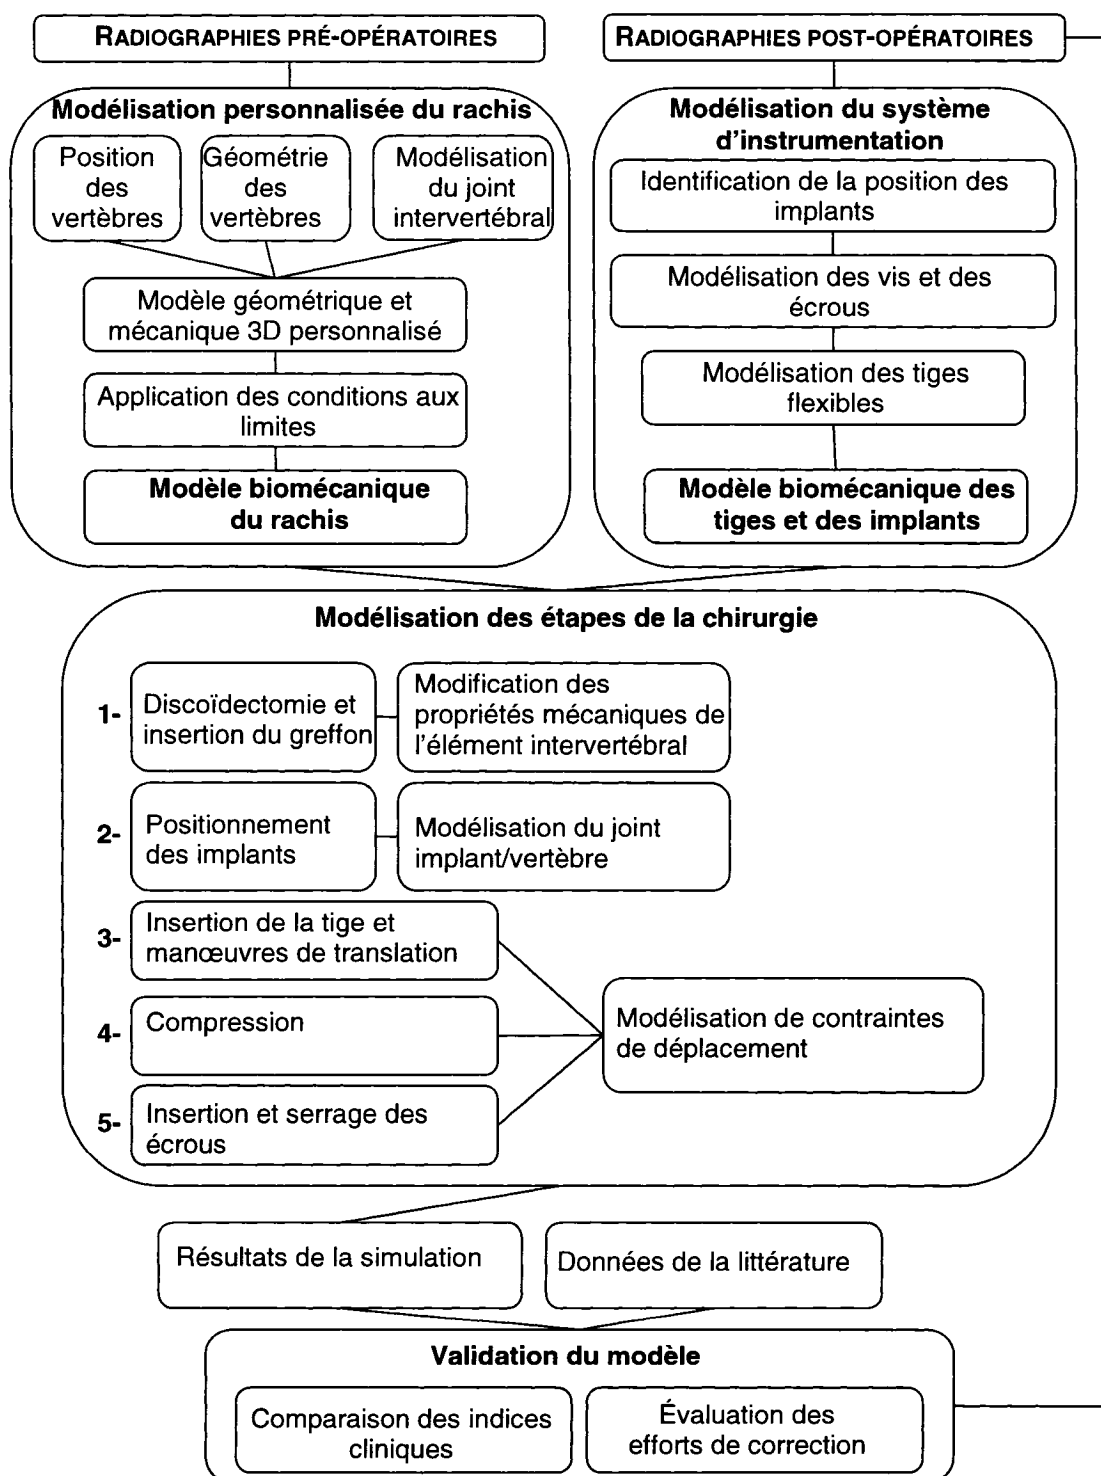 RADIOGRAPHIES PRÉ-OPÉRATOIRES
RADIOGRAPHIES POST-OPÉRATOIRES
Modélisation personnalisée du rachis
Position
des
vertèbres
Géométrie
des
vertèbres
Modélisation
du joint
intervertébral
Modèle géométrique et
mécanique 3D personnalisé
Application des conditions aux
limites
Modèle biomécanique
du rachis
Modélisation du système
d'instrumentation
Identification de la position des
implants
Modélisation des vis et des
écrous
Modélisation des tiges
flexibles
Modèle biomécanique des
tiges et des implants
Modélisation des étapes de la chirurgie
1-
Discoïdectomie et
insertion du greffon
Modification des
propriétés mécaniques de
l'élément intervertébral
2-
Positionnement
des implants
Modélisation du joint
implant/vertèbre
3-
Insertion de la tige et
manœuvres de translation
4-
Compression
5-
Insertion et serrage des
écrous
Modélisation de contraintes
de déplacement
Résultats de la simulation
Données de la littérature
Validation du modèle
Comparaison des indices
cliniques
Évaluation des
efforts de correction